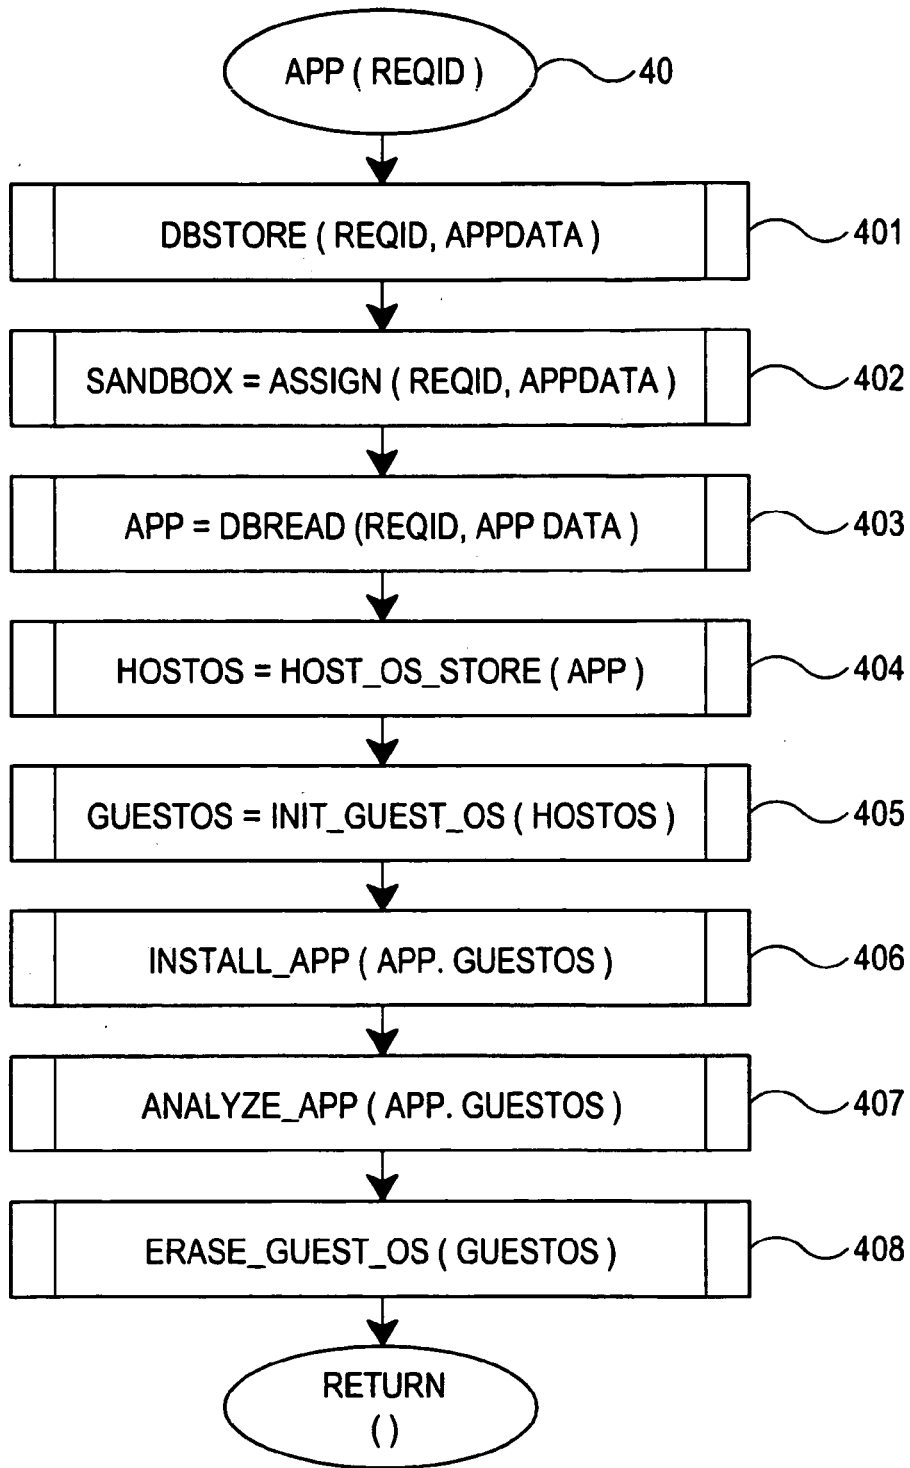 APP ( REQID )
40
DBSTORE ( REQID, APPDATA )
401
SANDBOX = ASSIGN ( REQID, APPDATA )
402
APP = DBREAD (REQID, APP DATA )
403
HOSTOS = HOST_OS_STORE ( APP )
404
GUESTOS = INIT_GUEST_OS ( HOSTOS )
405
INSTALL_APP ( APP. GUESTOS )
406
ANALYZE_APP ( APP. GUESTOS )
407
ERASE_GUEST_OS ( GUESTOS )
408
RETURN
( )